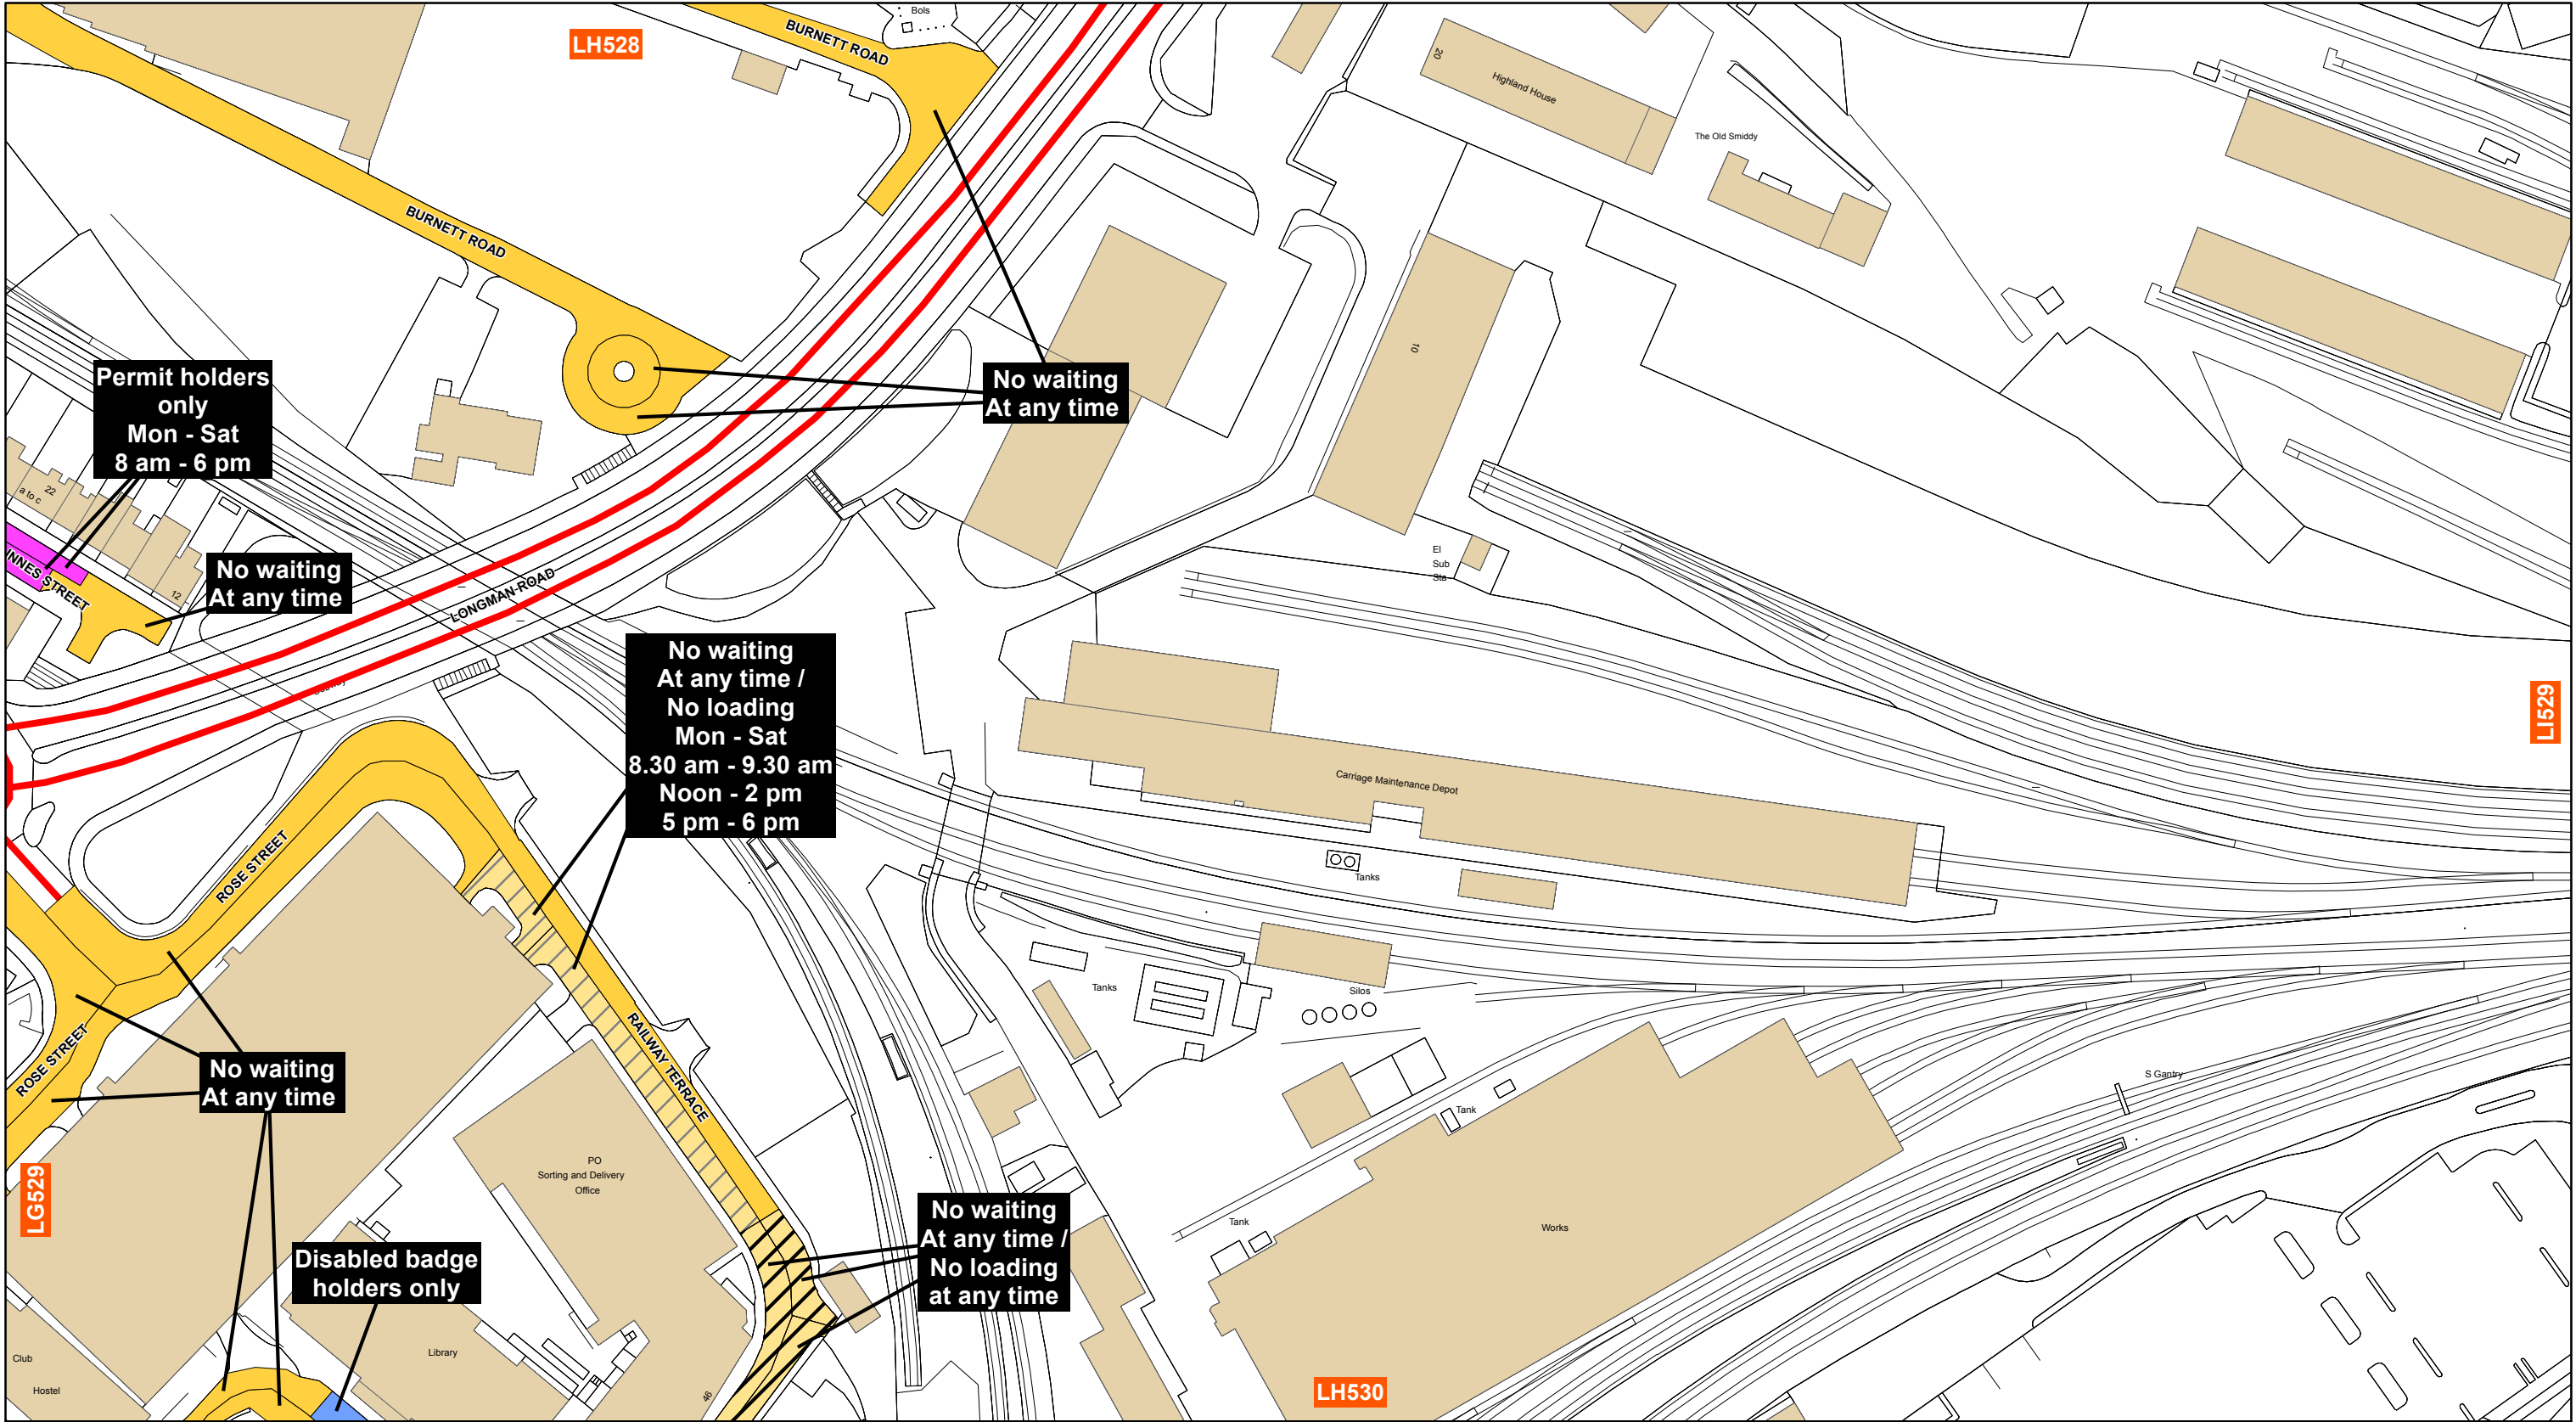 Bols
LH528
BURNETT ROAD
20
Highland House
The Old Smiddy
BURNETT ROAD
10
Permit holders
only
Mon - Sat
8 am - 6 pm
No waiting
At any time
a to c
22
INNES STREET
12
No waiting
At any time
El
Sub
Sta
LONGMAN ROAD
No waiting
At any time /
No loading
Mon - Sat
8.30 am - 9.30 am
Noon - 2 pm
5 pm - 6 pm
LI529
Carriage Maintenance Depot
ROSE STREET
Tanks
Tanks
Silos
RAILWAY TERRACE
ROSE STREET
No waiting
At any time
S Gantry
Tank
PO
Sorting and Delivery
Office
LG529
No waiting
At any time /
No loading
at any time
Tank
Works
Disabled badge
holders only
Club
Library
Hostel
46
LH530